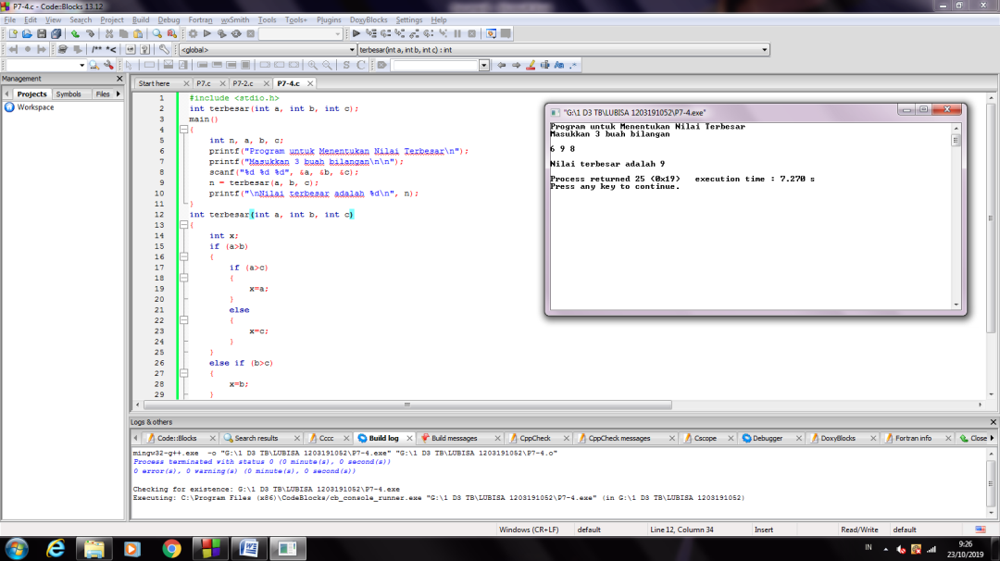 P7-4.c - Code::Blocks 13.12
File Edit View Search Project Build Debug Fortran wxSmith Tools Tools+ Plugins DoxyBlocks Settings Help
/** *<
<global>
terbesar(int a, int b, int c) : int
S C
Aa .*
Management
Projects Symbols Files
Workspace
Start here P7.c P7-2.c P7-4.c
1 #include <stdio.h>
2 int terbesar(int a, int b, int c);
3 main()
4 {
5 int n, a, b, c;
6 printf("Program untuk Menentukan Nilai Terbesar\n");
7 printf("Masukkan 3 buah bilangan\n\n");
8 scanf("%d %d %d", &a, &b, &c);
9 n = terbesar(a, b, c);
10 printf("\nNilai terbesar adalah %d\n", n);
11 }
12 int terbesar(int a, int b, int c)
13 {
14 int x;
15 if (a>b)
16 {
17 if (a>c)
18 {
19 x=a;
20 }
21 else
22 {
23 x=c;
24 }
25 }
26 else if (b>c)
27 {
28 x=b;
29 }
"G:\1 D3 TB\LUBISA 1203191052\P7-4.exe"
Program untuk Menentukan Nilai Terbesar
Masukkan 3 buah bilangan
6 9 8
Nilai terbesar adalah 9
Process returned 25 (0x19) execution time : 7.270 s
Press any key to continue.
Logs & others
Code::Blocks Search results Cccc Build log Build messages CppCheck CppCheck messages Cscope Debugger DoxyBlocks Fortran info Close
mingw32-g++.exe -o "G:\1 D3 TB\LUBISA 1203191052\P7-4.exe" "G:\1 D3 TB\LUBISA 1203191052\P7-4.o"
Process terminated with status 0 (0 minute(s), 0 second(s))
0 error(s), 0 warning(s) (0 minute(s), 0 second(s))
Checking for existence: G:\1 D3 TB\LUBISA 1203191052\P7-4.exe
Executing: C:\Program Files (x86)\CodeBlocks/cb_console_runner.exe "G:\1 D3 TB\LUBISA 1203191052\P7-4.exe" (in G:\1 D3 TB\LUBISA 1203191052)
Windows (CR+LF) default Line 12, Column 34 Insert Read/Write default
IN
9:26
23/10/2019